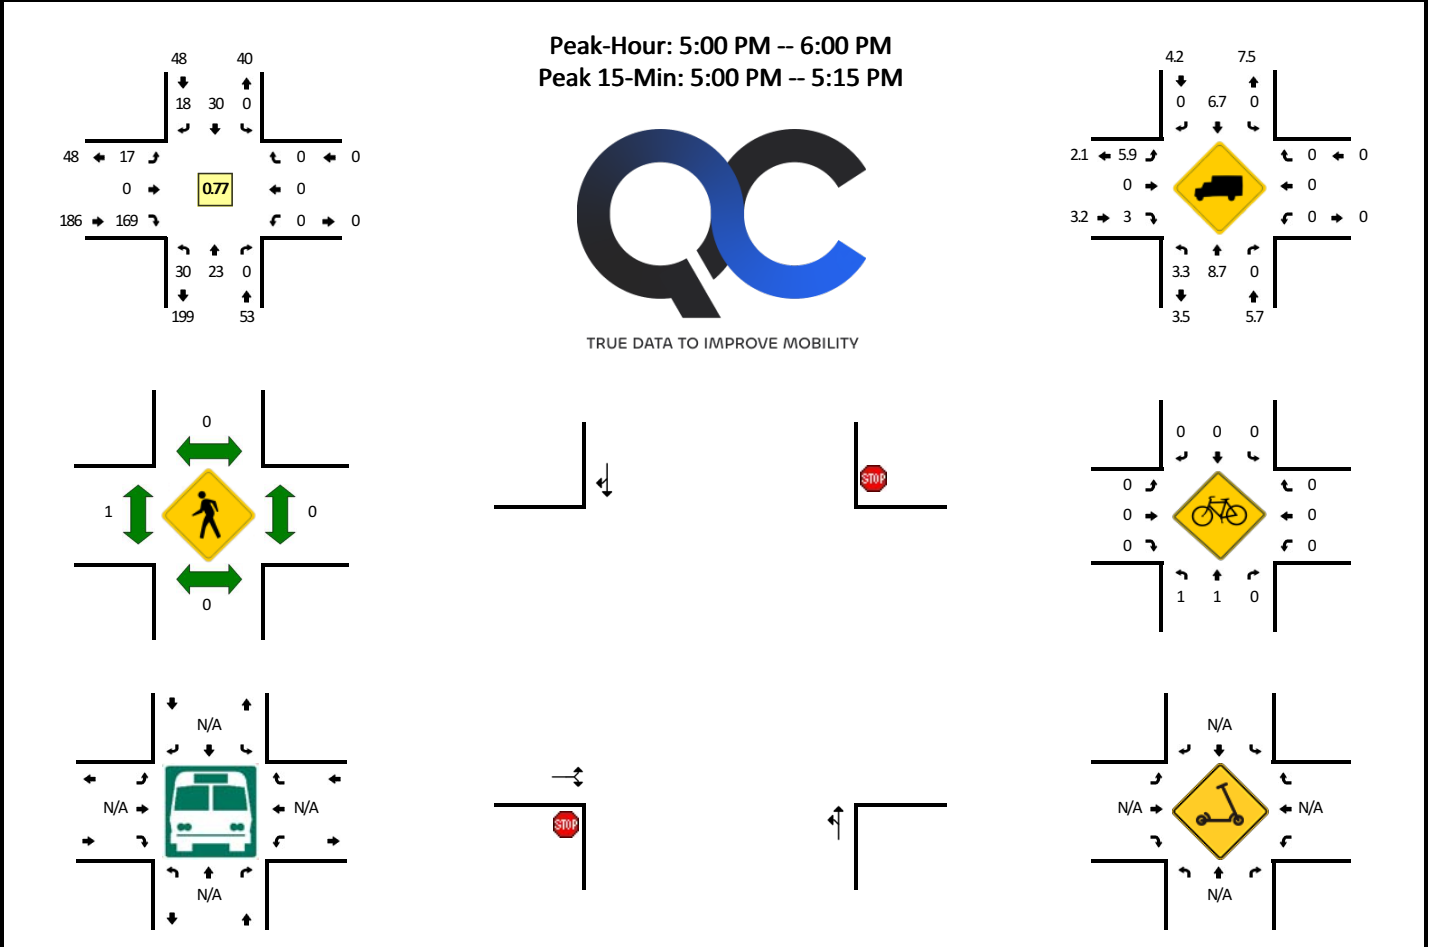 Peak-Hour: 5:00 PM -- 6:00 PM
Peak 15-Min: 5:00 PM -- 5:15 PM
48 40
18 30 0
48 17 0 0
0 0.77 0
186 169 0 0
30 23 0
199 53
TRUE DATA TO IMPROVE MOBILITY
4.2 7.5
0 6.7 0
2.1 5.9 0 0
0 0
3.2 3 0 0
3.3 8.7 0
3.5 5.7
0
1 0
0
STOP
STOP
0 0 0
0 0
0 0
0 0
1 1 0
N/A
N/A N/A
N/A
N/A
N/A N/A
N/A